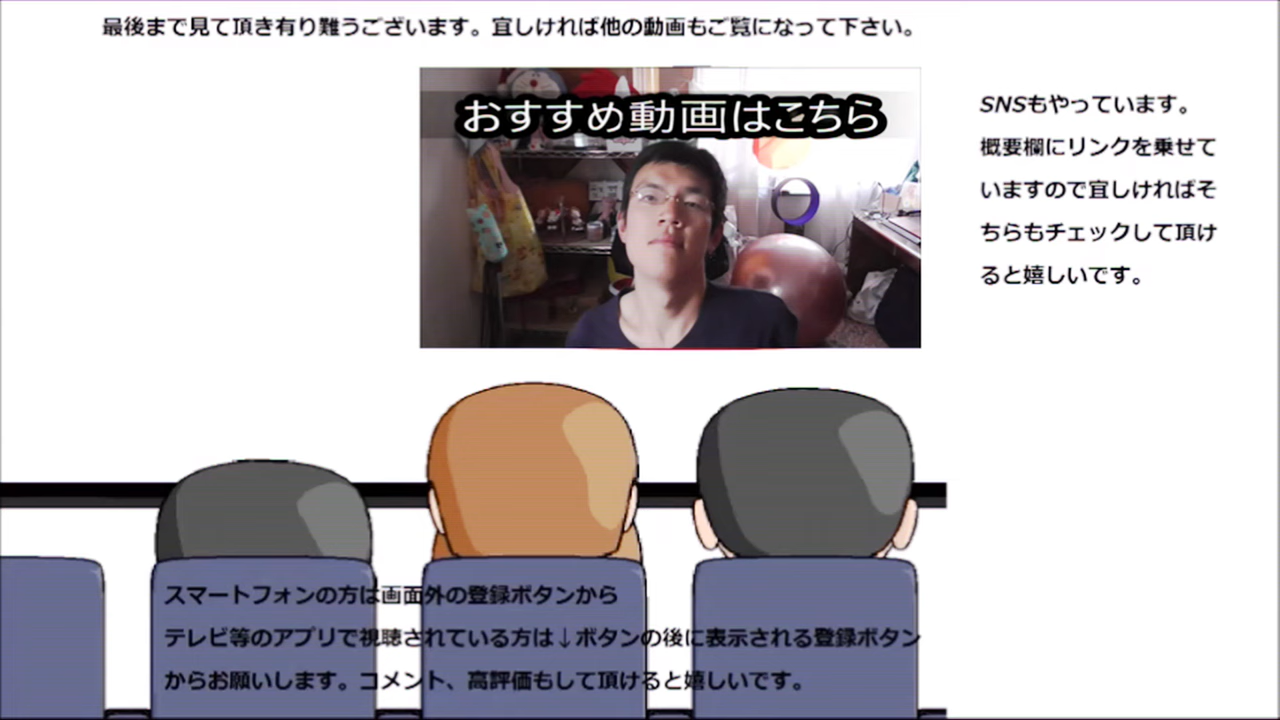 最後まで見て頂き有り難うございます。宜しければ他の動画もご覧になって下さい。
おすすめ動画はこちら
SNSもやっています。
概要欄にリンクを乗せて
いますので宜しければそ
ちらもチェックして頂け
ると嬉しいです。
スマートフォンの方は画面外の登録ボタンから
テレビ等のアプリで視聴されている方は↓ボタンの後に表示される登録ボタン
からお願いします。コメント、高評価もして頂けると嬉しいです。